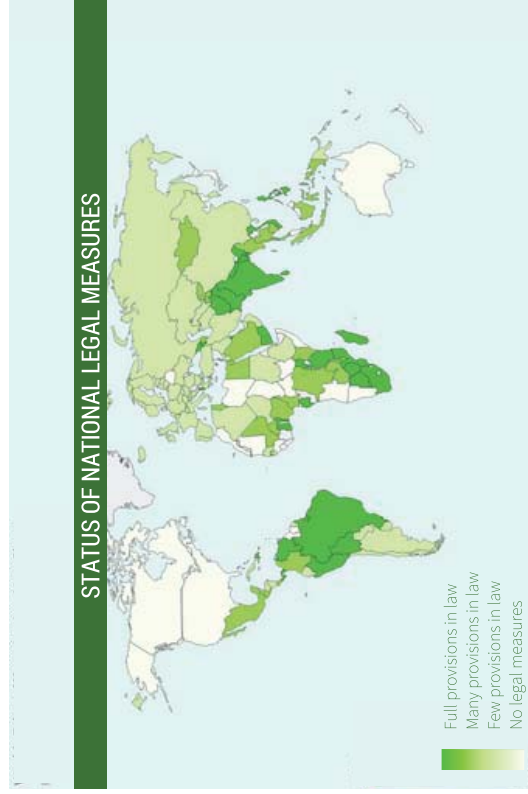 STATUS OF NATIONAL LEGAL MEASURES
Full provisions in law
Many provisions in law
Few provisions in law
No legal measures